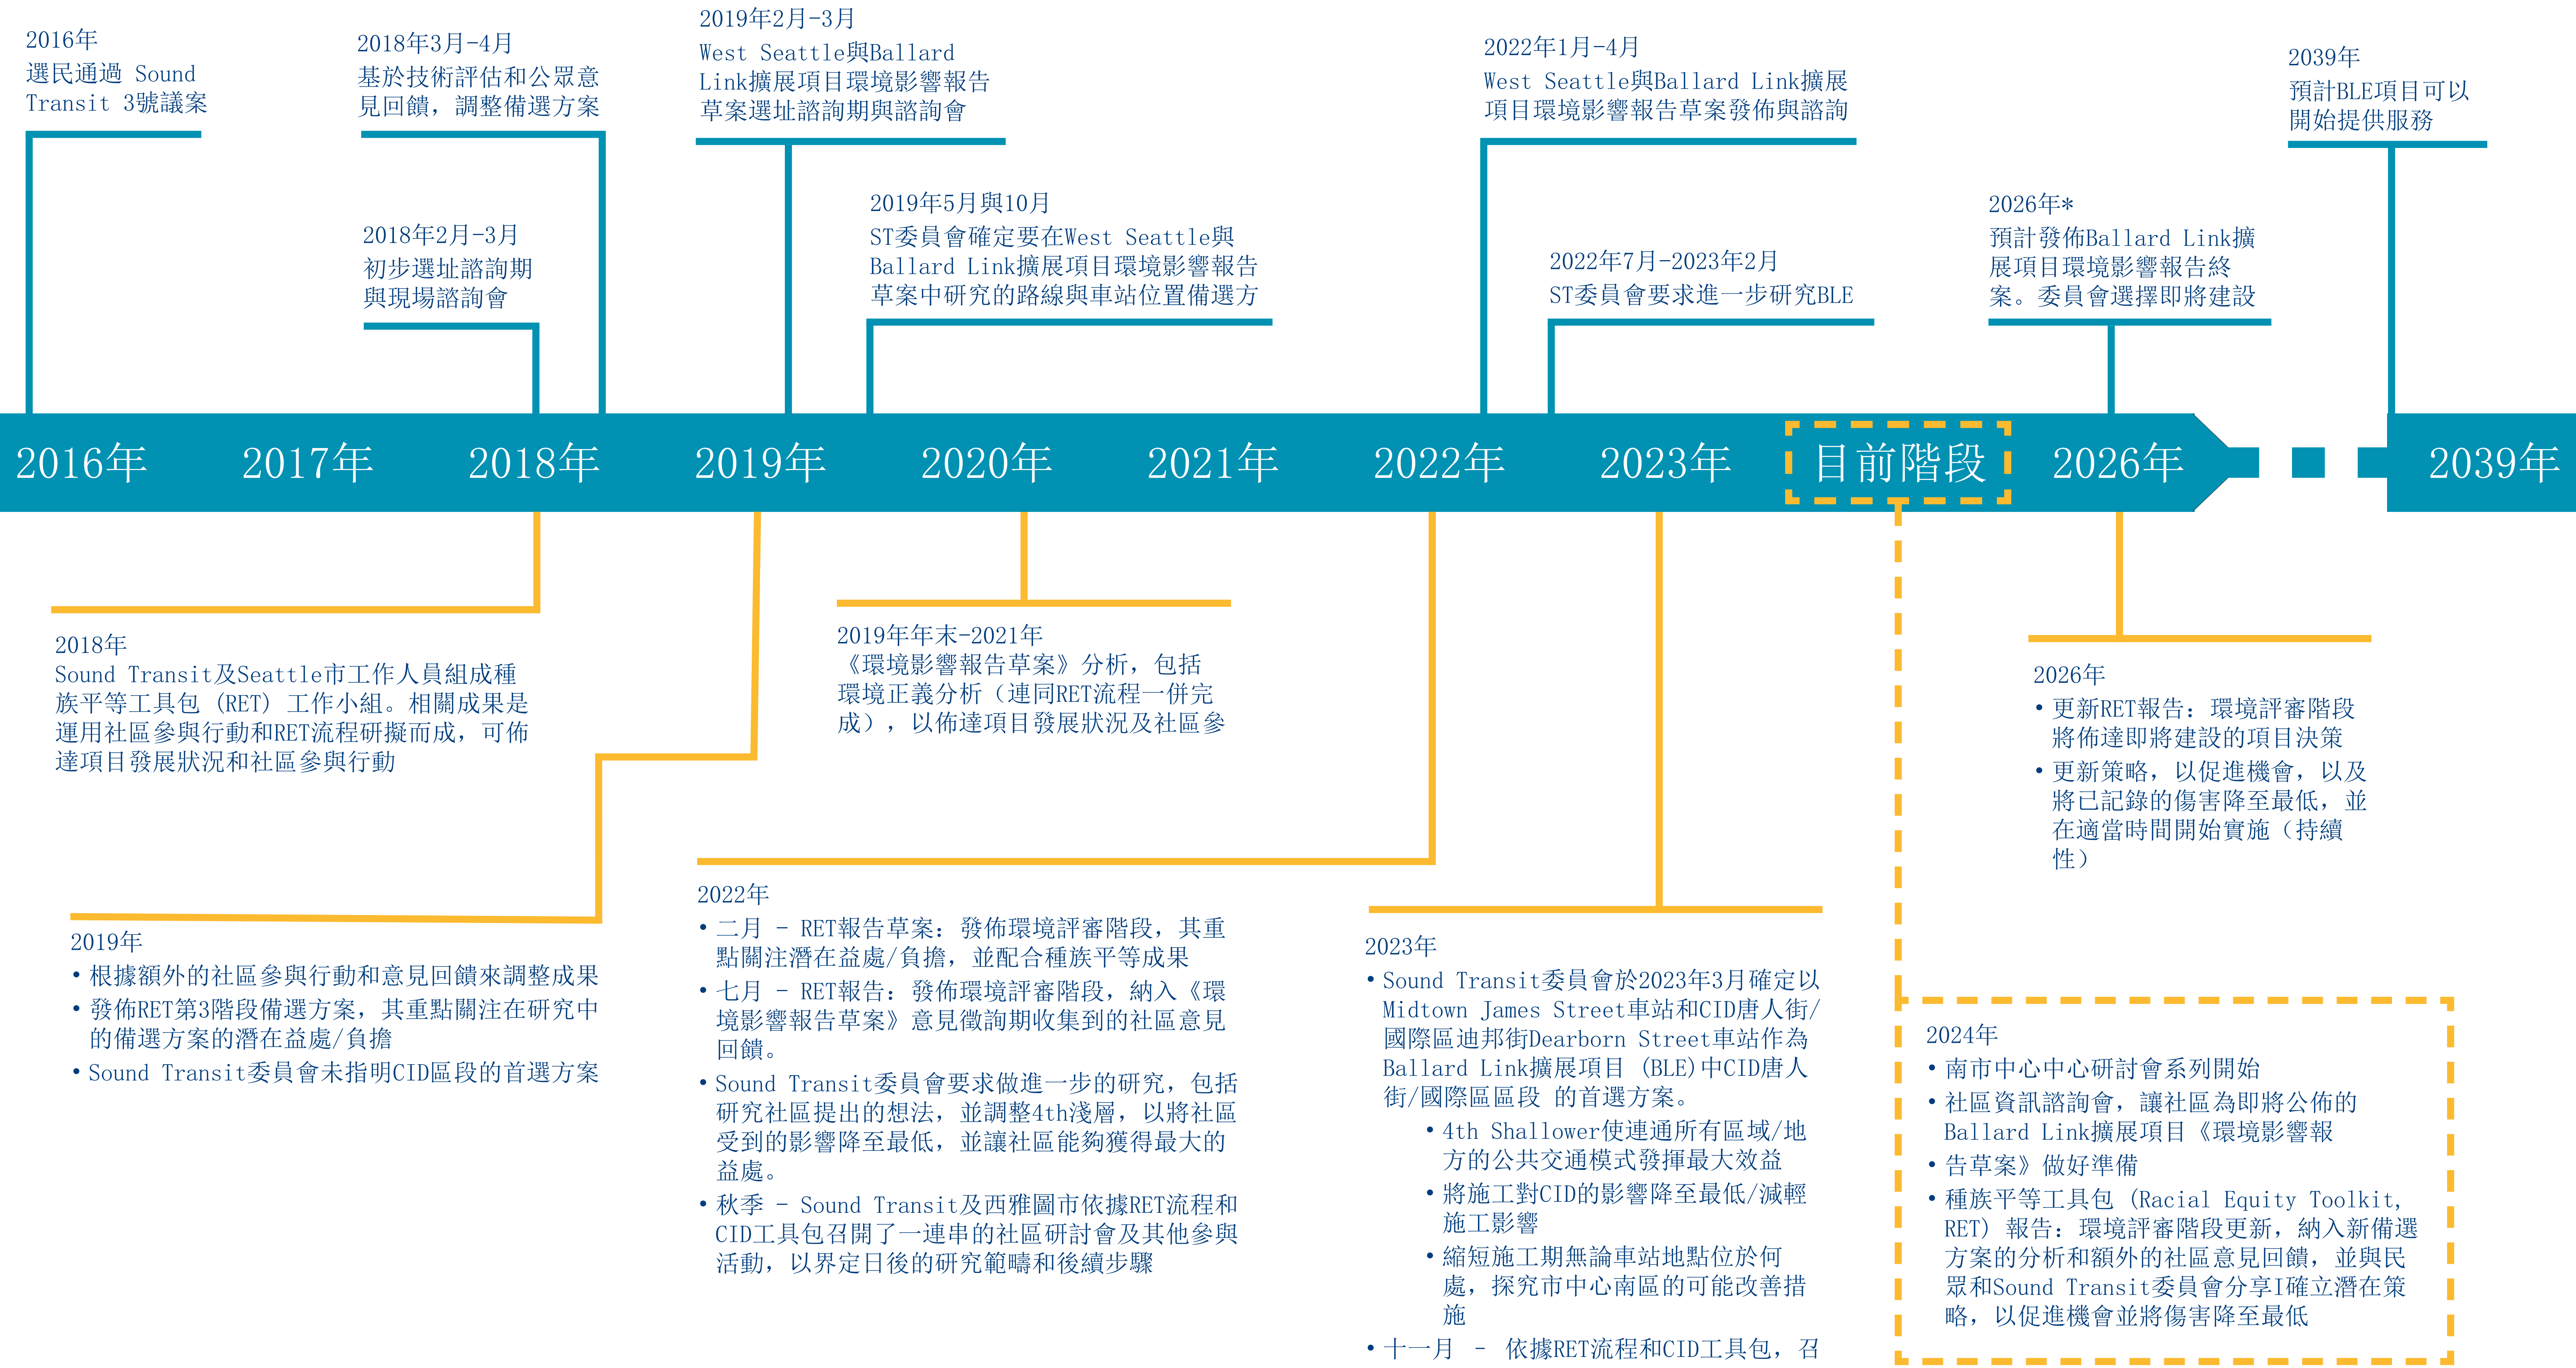 2016年
選民通過 Sound
Transit 3號議案
2018年3月-4月
基於技術評估和公眾意
見回饋，調整備選方案
2018年2月-3月
初步選址諮詢期
與現場諮詢會
2019年2月-3月
West Seattle與Ballard
Link擴展項目環境影響報告
草案選址諮詢期與諮詢會
2019年5月與10月
ST委員會確定要在West Seattle與
Ballard Link擴展項目環境影響報告
草案中研究的路線與車站位置備選方
2022年1月-4月
West Seattle與Ballard Link擴展
項目環境影響報告草案發佈與諮詢
2022年7月-2023年2月
ST委員會要求進一步研究BLE
2026年*
預計發佈Ballard Link擴
展項目環境影響報告終
案。委員會選擇即將建設
2039年
預計BLE項目可以
開始提供服務
2016年 2017年 2018年 2019年 2020年 2021年 2022年 2023年 目前階段 2026年 2039年
2018年
Sound Transit及Seattle市工作人員組成種
族平等工具包 (RET) 工作小組。相關成果是
運用社區參與行動和RET流程研擬而成，可佈
達項目發展狀況和社區參與行動
2019年
• 根據額外的社區參與行動和意見回饋來調整成果
• 發佈RET第3階段備選方案，其重點關注在研究中
的備選方案的潛在益處/負擔
• Sound Transit委員會未指明CID區段的首選方案
2019年年末-2021年
《環境影響報告草案》分析，包括
環境正義分析（連同RET流程一併完
成），以佈達項目發展狀況及社區參
2022年
• 二月 - RET報告草案：發佈環境評審階段，其重
點關注潛在益處/負擔，並配合種族平等成果
• 七月 - RET報告：發佈環境評審階段，納入《環
境影響報告草案》意見徵詢期收集到的社區意見
回饋。
• Sound Transit委員會要求做進一步的研究，包括
研究社區提出的想法，並調整4th淺層，以將社區
受到的影響降至最低，並讓社區能夠獲得最大的
益處。
• 秋季 - Sound Transit及西雅圖市依據RET流程和
CID工具包召開了一連串的社區研討會及其他參與
活動，以界定日後的研究範疇和後續步驟
2023年
• Sound Transit委員會於2023年3月確定以
Midtown James Street車站和CID唐人街/
國際區迪邦街Dearborn Street車站作為
Ballard Link擴展項目 (BLE)中CID唐人
街/國際區區段 的首選方案。
• 4th Shallower使連通所有區域/地
方的公共交通模式發揮最大效益
• 將施工對CID的影響降至最低/減輕
施工影響
• 縮短施工期無論車站地點位於何
處，探究市中心南區的可能改善措
施
• 十一月 - 依據RET流程和CID工具包，召
2024年
• 南市中心中心研討會系列開始
• 社區資訊諮詢會，讓社區為即將公佈的
Ballard Link擴展項目《環境影響報
• 告草案》做好準備
• 種族平等工具包 (Racial Equity Toolkit,
RET) 報告：環境評審階段更新，納入新備選
方案的分析和額外的社區意見回饋，並與民
眾和Sound Transit委員會分享I確立潛在策
略，以促進機會並將傷害降至最低
2026年
• 更新RET報告：環境評審階段
將佈達即將建設的項目決策
• 更新策略，以促進機會，以及
將已記錄的傷害降至最低，並
在適當時間開始實施（持續
性）